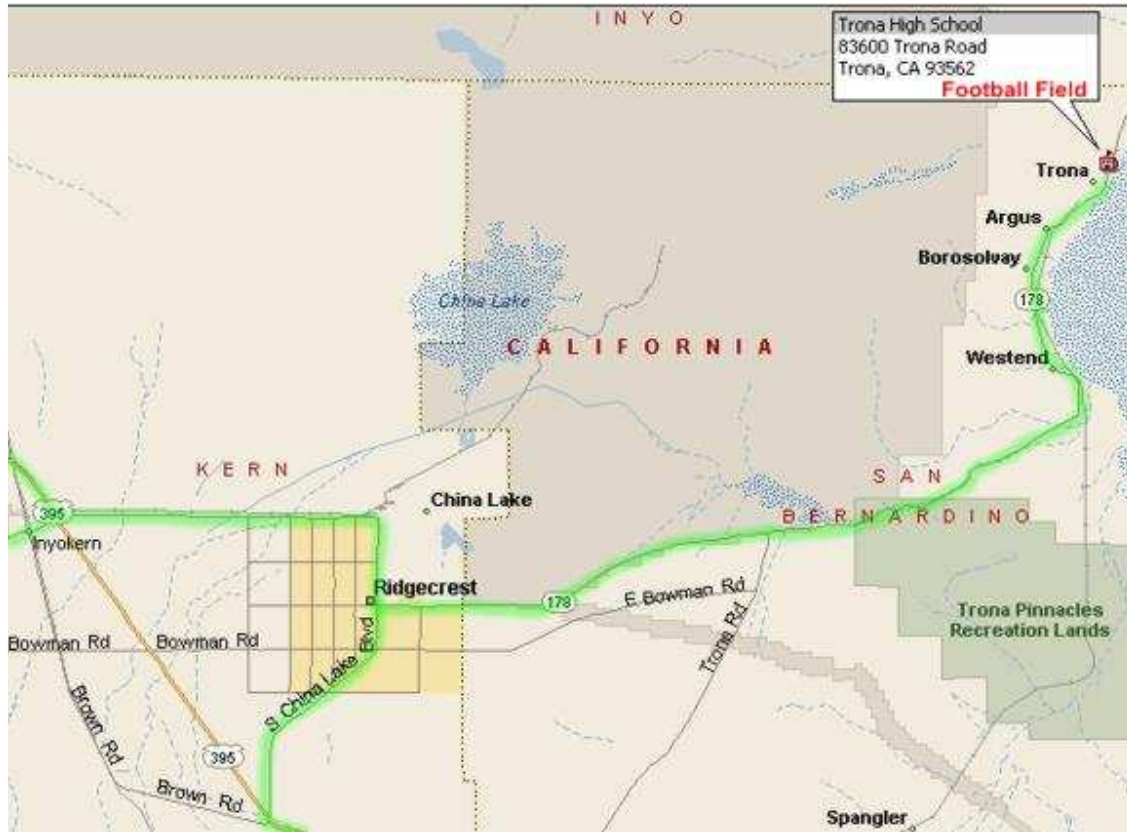 INYO
Trona High School
83600 Trona Road
Trona, CA 93562
Football Field
Trona
Argus
Borosolvay
178
China Lake
CALIFORNIA
Westend
KERN
SAN
395
China Lake
BERNARDINO
Inyokern
Ridgecrest
178
E Bowman Rd
Trona Pinnacles
Recreation Lands
Bowman Rd
Bowman Rd
Trona Rd
S China Lake Blvd
Brown Rd
395
Brown Rd
Spangler